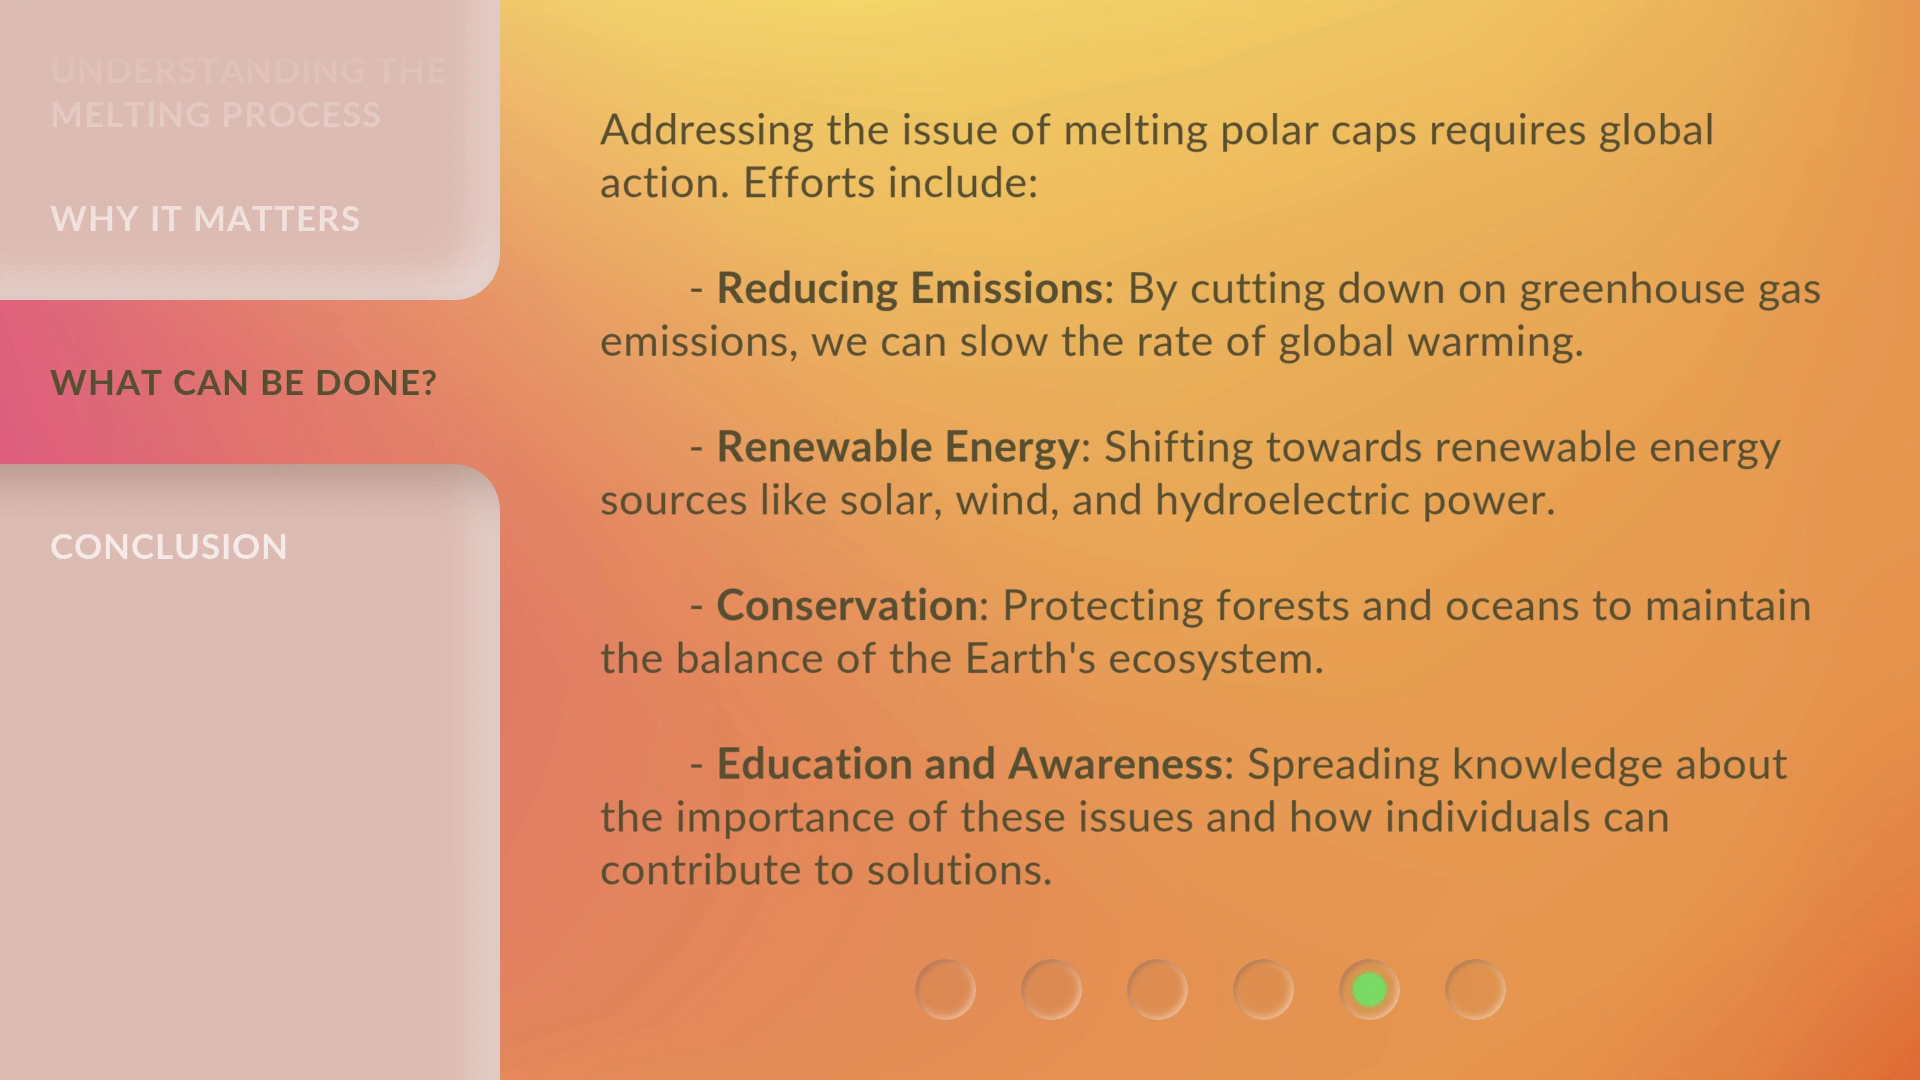 UNDERSTANDING THE
MELTING PROCESS
WHY IT MATTERS
WHAT CAN BE DONE?
CONCLUSION
Addressing the issue of melting polar caps requires global
action. Efforts include:
- Reducing Emissions: By cutting down on greenhouse gas
emissions, we can slow the rate of global warming.
- Renewable Energy: Shifting towards renewable energy
sources like solar, wind, and hydroelectric power.
- Conservation: Protecting forests and oceans to maintain
the balance of the Earth's ecosystem.
- Education and Awareness: Spreading knowledge about
the importance of these issues and how individuals can
contribute to solutions.